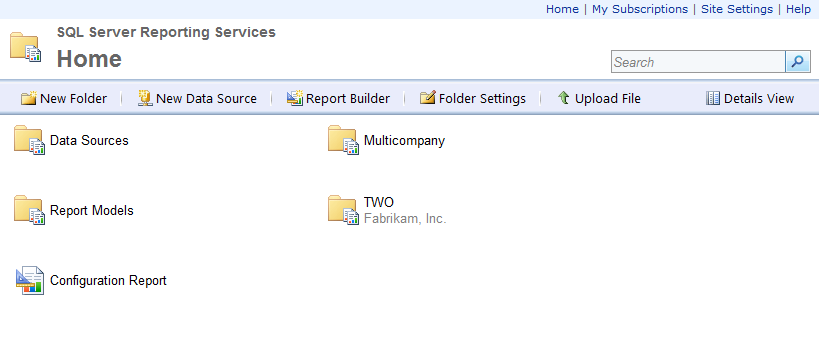 Home | My Subscriptions | Site Settings | Help
SQL Server Reporting Services
Home
Search
New Folder | New Data Source | Report Builder | Folder Settings | Upload File Details View
Data Sources Multicompany
Report Models TWO
Fabrikam, Inc.
Configuration Report